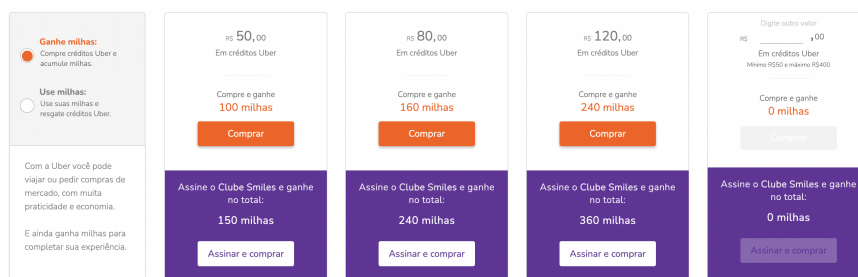 Ganhe milhas:
Compre créditos Uber e
acumule milhas.
Use milhas:
Use suas milhas e
resgate créditos Uber.
Com a Uber você pode
viajar ou pedir compras de
mercado, com muita
praticidade e economia.
E ainda ganha milhas para
completar sua experiência.
R$ 50,00
Em créditos Uber
Compre e ganhe
100 milhas
Comprar
Assine o Clube Smiles e ganhe
no total:
150 milhas
Assinar e comprar
R$ 80,00
Em créditos Uber
Compre e ganhe
160 milhas
Comprar
Assine o Clube Smiles e ganhe
no total:
240 milhas
Assinar e comprar
R$ 120,00
Em créditos Uber
Compre e ganhe
240 milhas
Comprar
Assine o Clube Smiles e ganhe
no total:
360 milhas
Assinar e comprar
Digite outro valor
R$ ,00
Em créditos Uber
Mínimo R$50 e máximo R$400
Compre e ganhe
0 milhas
Comprar
Assine o Clube Smiles e ganhe
no total:
0 milhas
Assinar e comprar